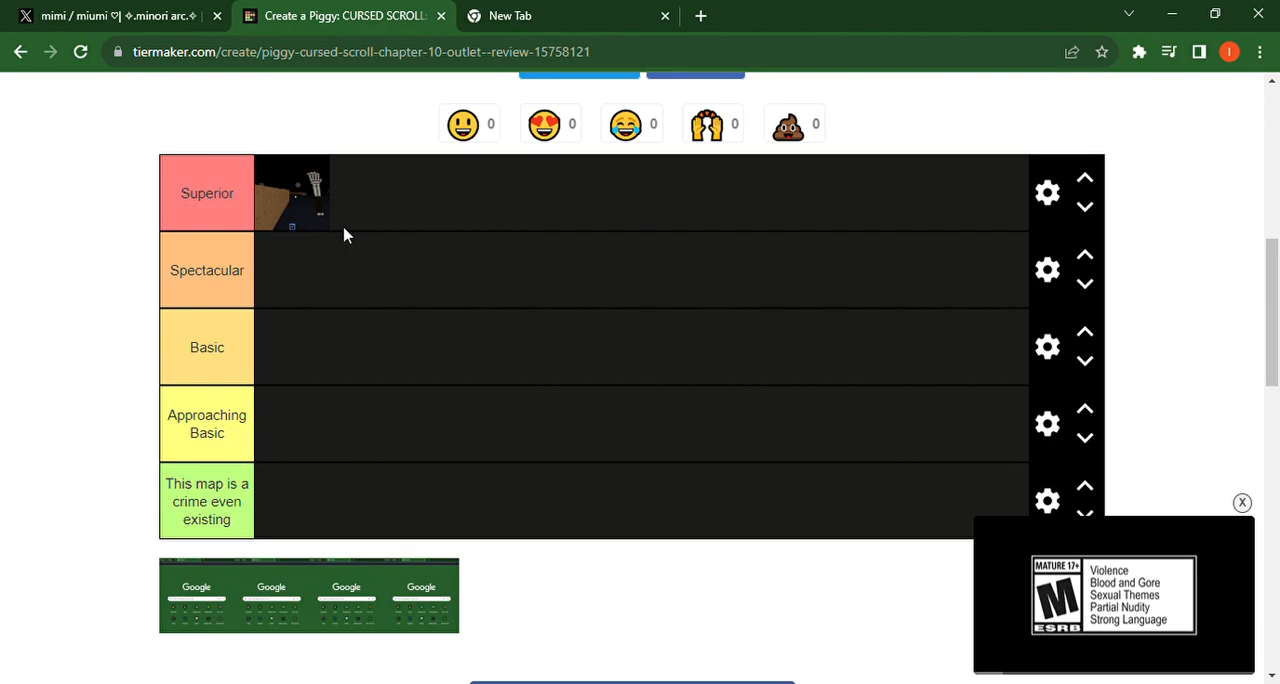 mimi / miumi ♡| ✧.minori arc.✧
Create a Piggy: CURSED SCROLL
New Tab
tiermaker.com/create/piggy-cursed-scroll-chapter-10-outlet--review-15758121
I
0
0
0
0
0
Superior
Spectacular
Basic
Approaching
Basic
This map is a
crime even
existing
Google
Google
Google
Google
X
MATURE 17+
M
ESRB
Violence
Blood and Gore
Sexual Themes
Partial Nudity
Strong Language